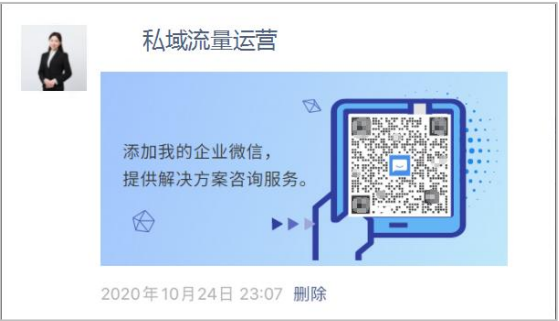 私域流量运营
添加我的企业微信，
提供解决方案咨询服务。
2020年10月24日 23:07 删除